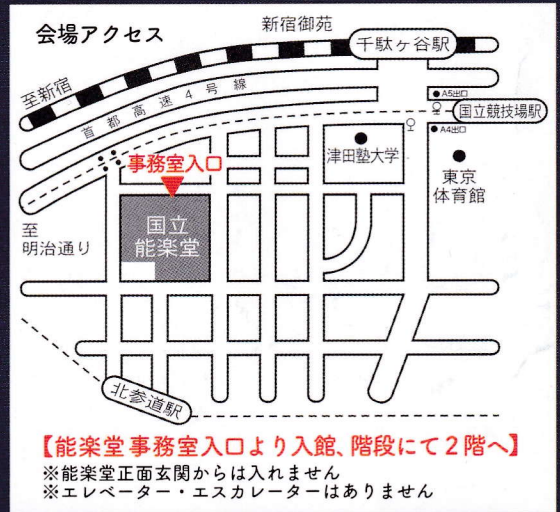 会場アクセス
新宿御苑
千駄ヶ谷駅
至新宿
首都高速4号線
A5出口
国立競技場駅
A4出口
事務室入口
津田塾大学
東京
体育館
国立
能楽堂
至
明治通り
北参道駅
【能楽堂事務室入口より入館、階段にて2階へ】
※能楽堂正面玄関からは入れません
※エレベーター・エスカレーターはありません